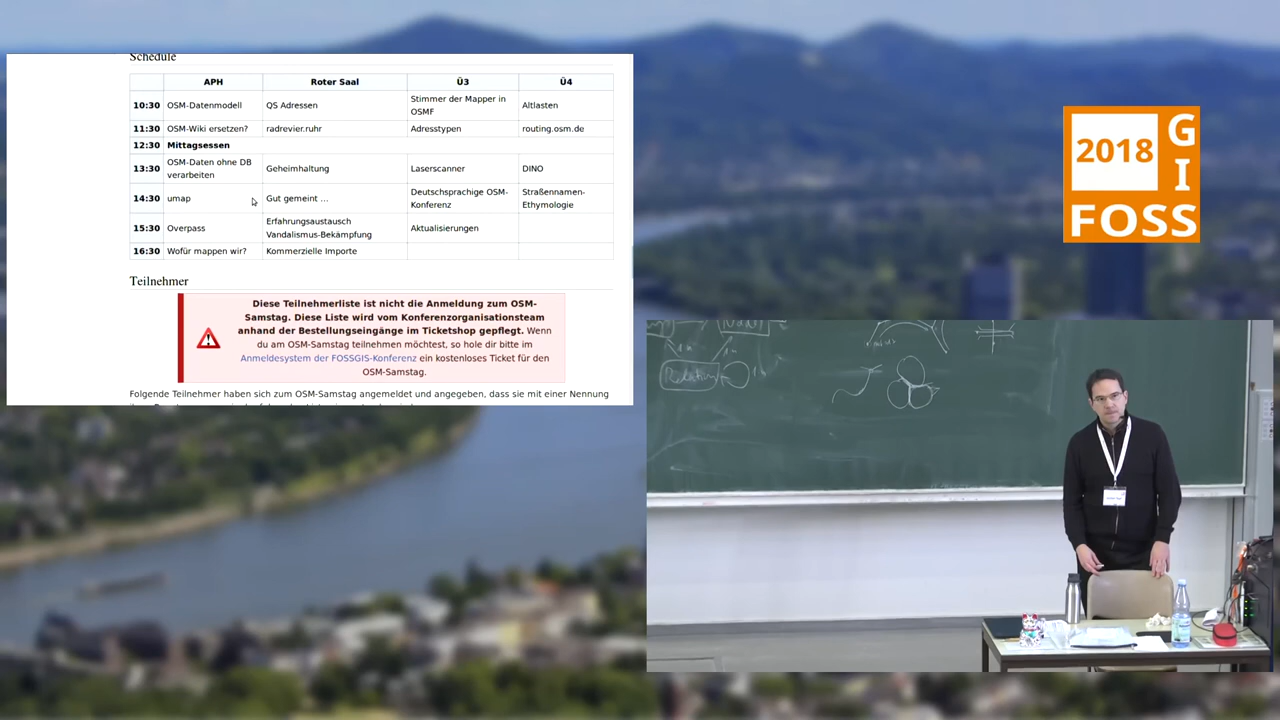 Schedule
APH Roter Saal Ü3 Ü4
10:30 OSM-Datenmodell QS Adressen Stimmer der Mapper in OSMF Altlasten
11:30 OSM-Wiki ersetzen? radrevier.ruhr Adresstypen routing.osm.de
12:30 Mittagsessen
13:30 OSM-Daten ohne DB verarbeiten Geheimhaltung Laserscanner DINO
14:30 umap Gut gemeint ... Deutschsprachige OSM-Konferenz Straßennamen-Ethymologie
15:30 Overpass Erfahrungsaustausch Vandalismus-Bekämpfung Aktualisierungen
16:30 Wofür mappen wir? Kommerzielle Importe
Teilnehmer
Diese Teilnehmerliste ist nicht die Anmeldung zum OSM-
Samstag. Diese Liste wird vom Konferenzorganisationsteam
anhand der Bestellungseingänge im Ticketshop gepflegt. Wenn
du am OSM-Samstag teilnehmen möchtest, so hole dir bitte im
Anmeldesystem der FOSSGIS-Konferenz ein kostenloses Ticket für den
OSM-Samstag.
Folgende Teilnehmer haben sich zum OSM-Samstag angemeldet und angegeben, dass sie mit einer Nennung
2018
GI
FOSS
Relation